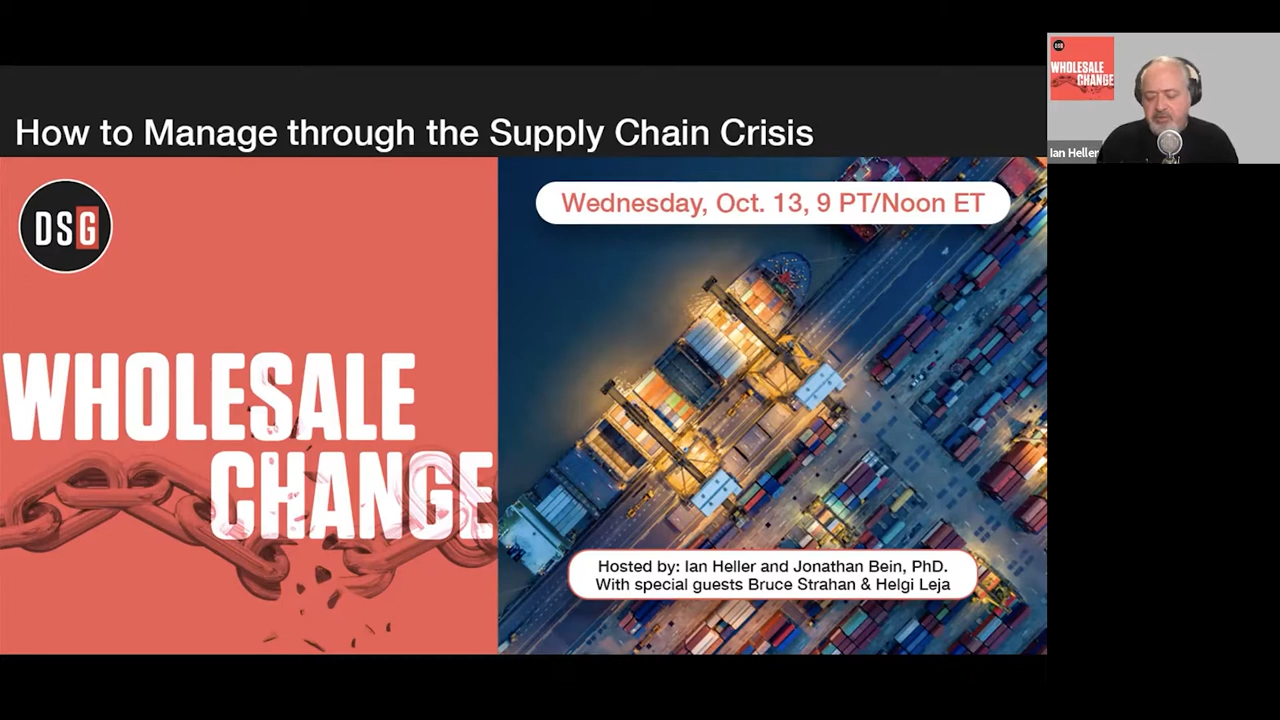 How to Manage through the Supply Chain Crisis
DSG
WHOLESALE
CHANGE
Wednesday, Oct. 13, 9 PT/Noon ET
Hosted by: Ian Heller and Jonathan Bein, PhD.
With special guests Bruce Strahan & Helgi Leja
DSG
WHOLESALE
CHANGE
Ian Heller